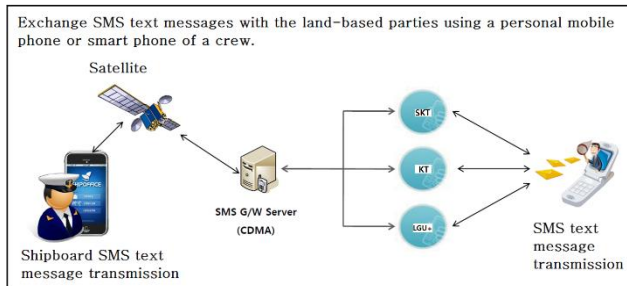 Exchange SMS text messages with the land-based parties using a personal mobile
phone or smart phone of a crew.
Satellite
SKT
KT
LGU+
SMS G/W Server
(CDMA)
Shipboard SMS text
message transmission
SMS text
message
transmission